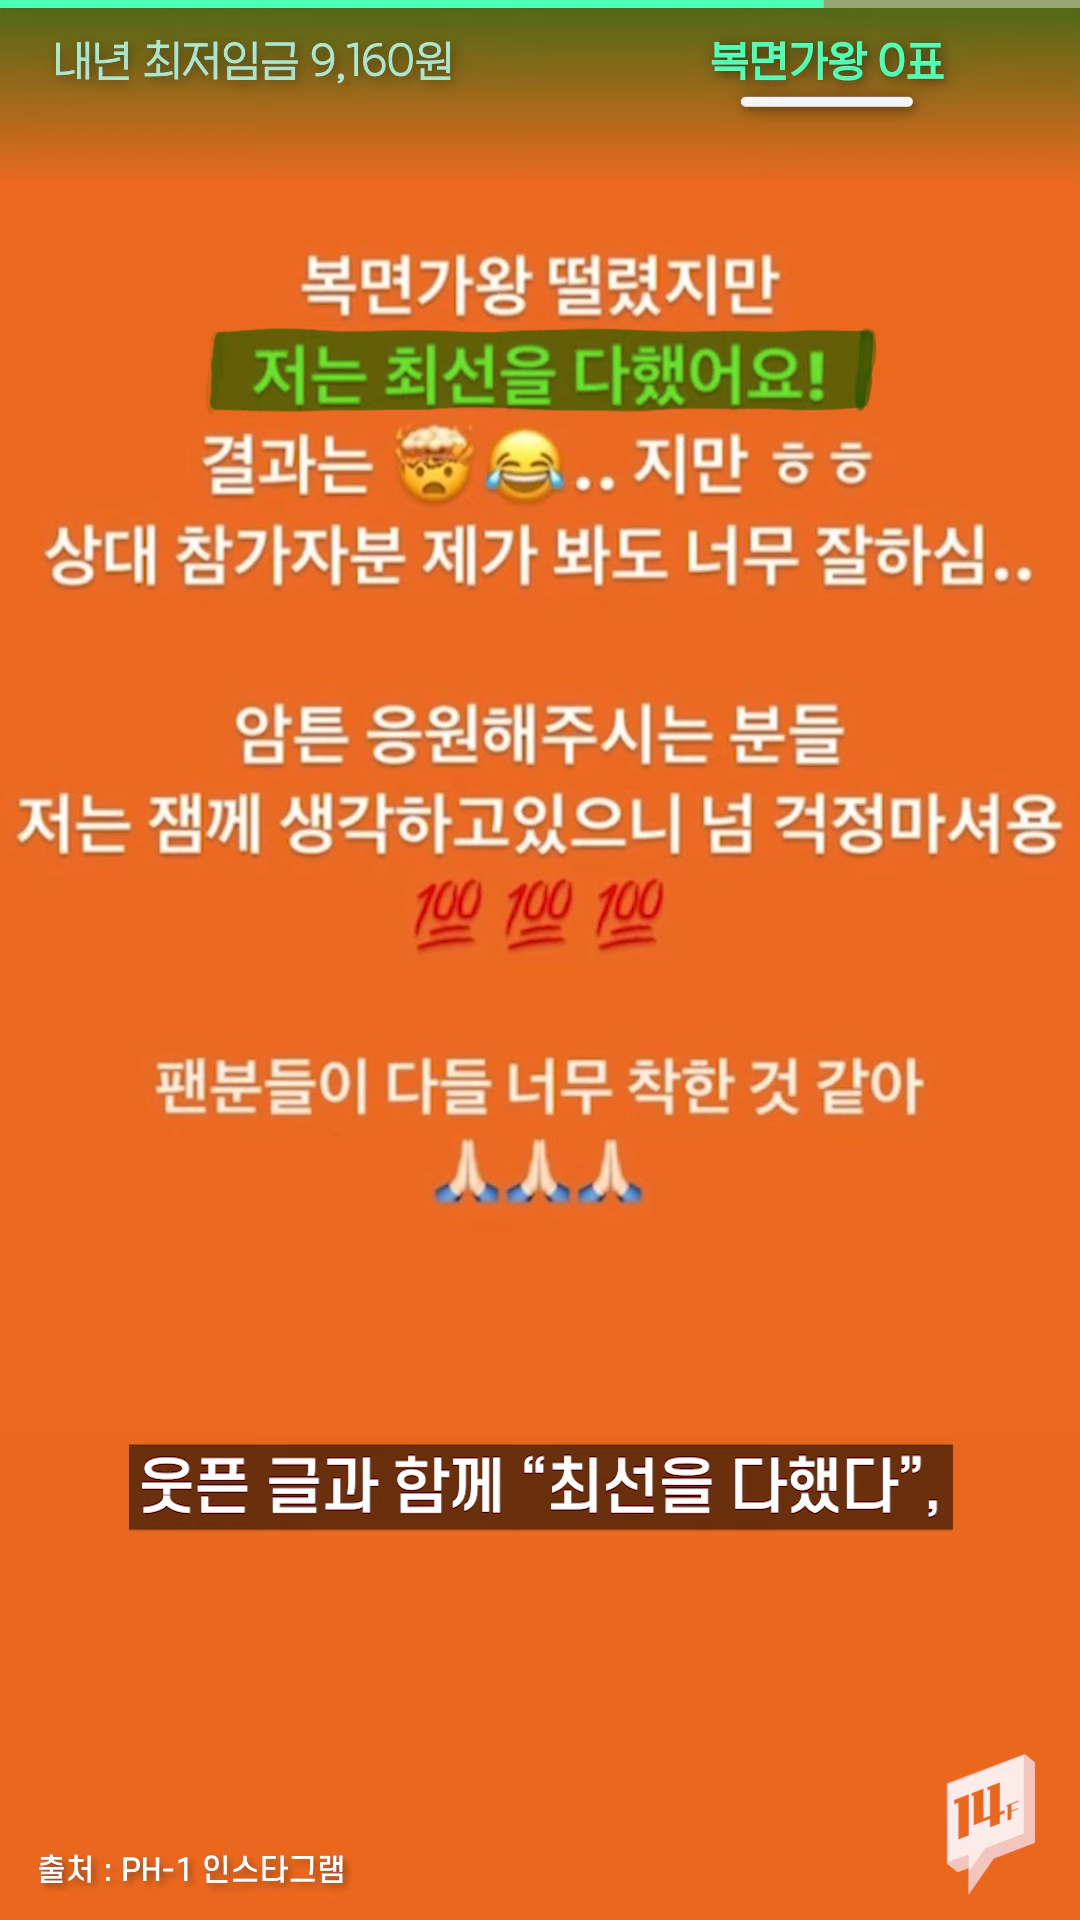 내년 최저임금 9,160원
복면가왕 0표
복면가왕 떨렸지만
저는 최선을 다했어요!
결과는 🤯😂.. 지만 ㅎㅎ
상대 참가자분 제가 봐도 너무 잘하심..
암튼 응원해주시는 분들
저는 잼께 생각하고있으니 넘 걱정마셔용
💯 💯 💯
팬분들이 다들 너무 착한 것 같아
🙏🏻🙏🏻🙏🏻
웃픈 글과 함께 “최선을 다했다”,
14F
출처 : PH-1 인스타그램